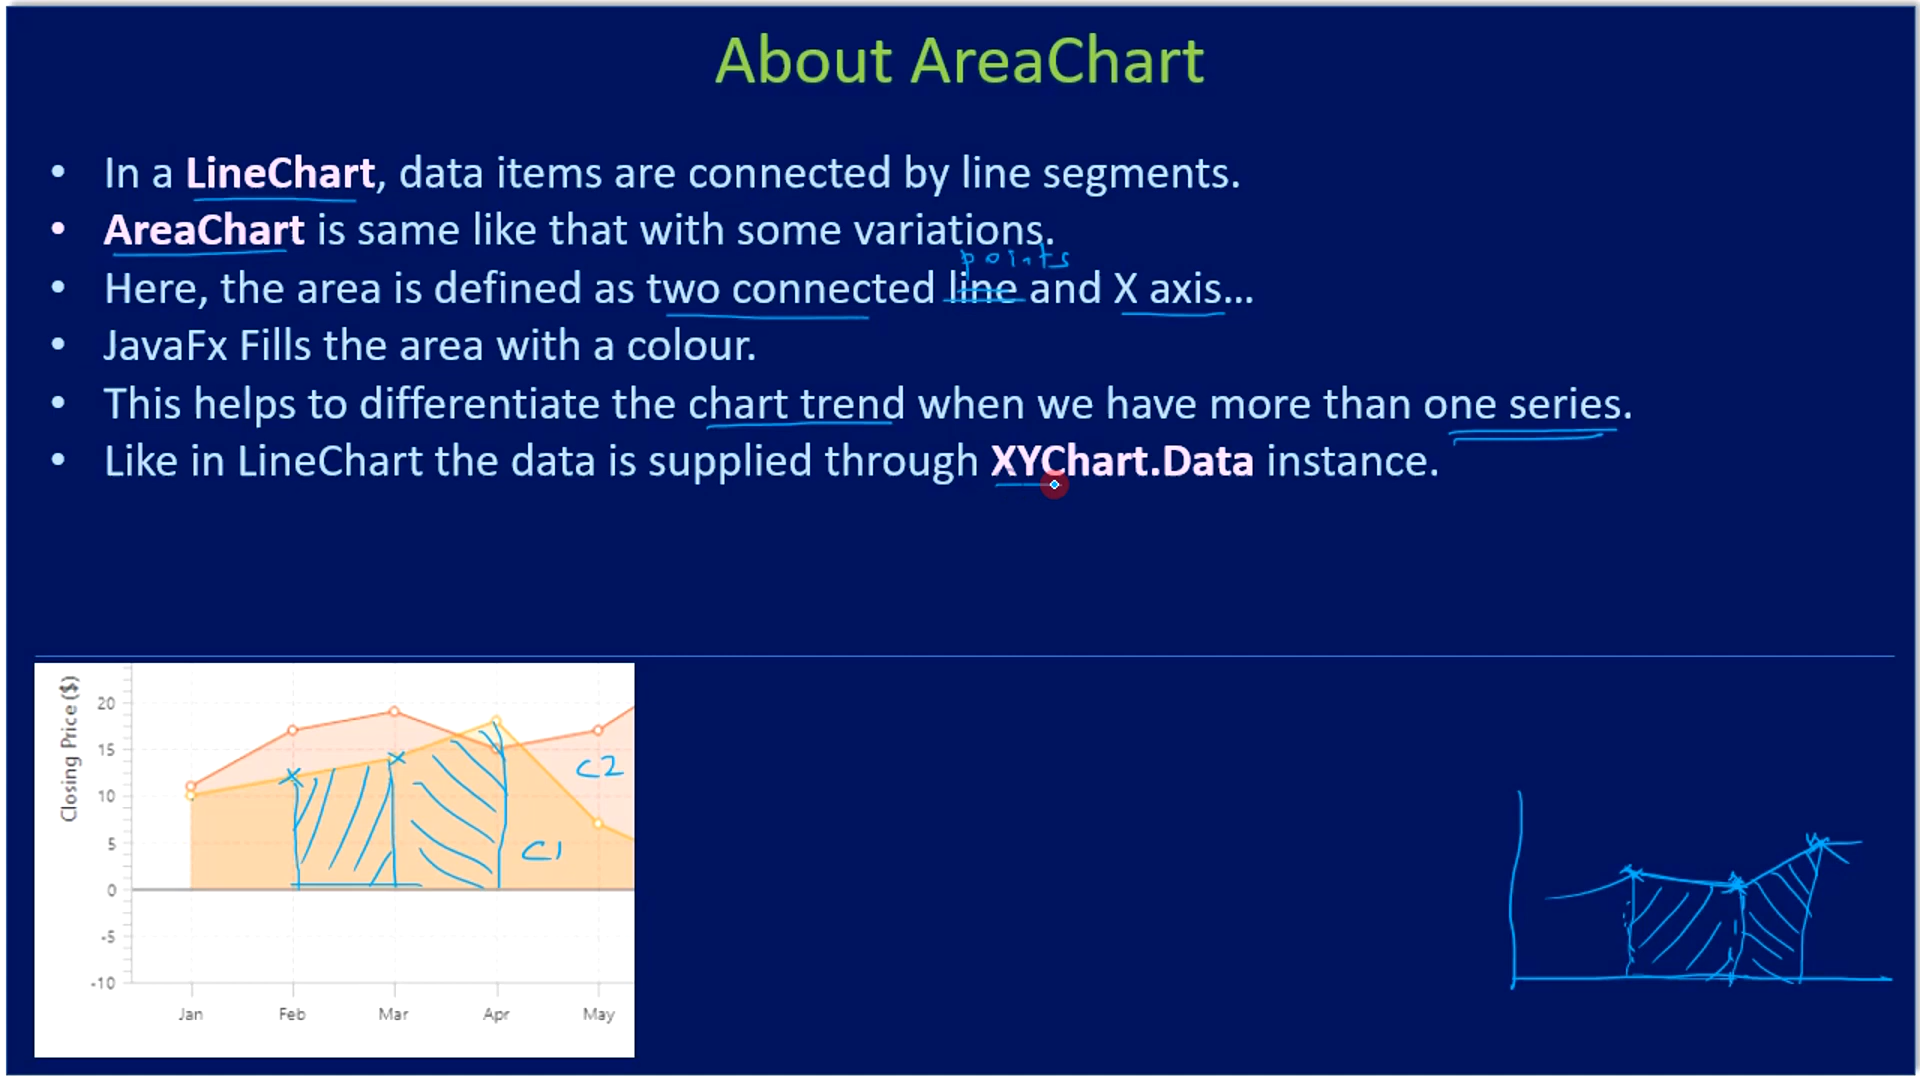 About AreaChart
• In a LineChart, data items are connected by line segments.
• AreaChart is same like that with some variations.
points
• Here, the area is defined as two connected line and X axis...
• JavaFx Fills the area with a colour.
• This helps to differentiate the chart trend when we have more than one series.
• Like in LineChart the data is supplied through XYChart.Data instance.
Closing Price ($)
20
15
10
5
0
-5
-10
C2
C1
Jan Feb Mar Apr May